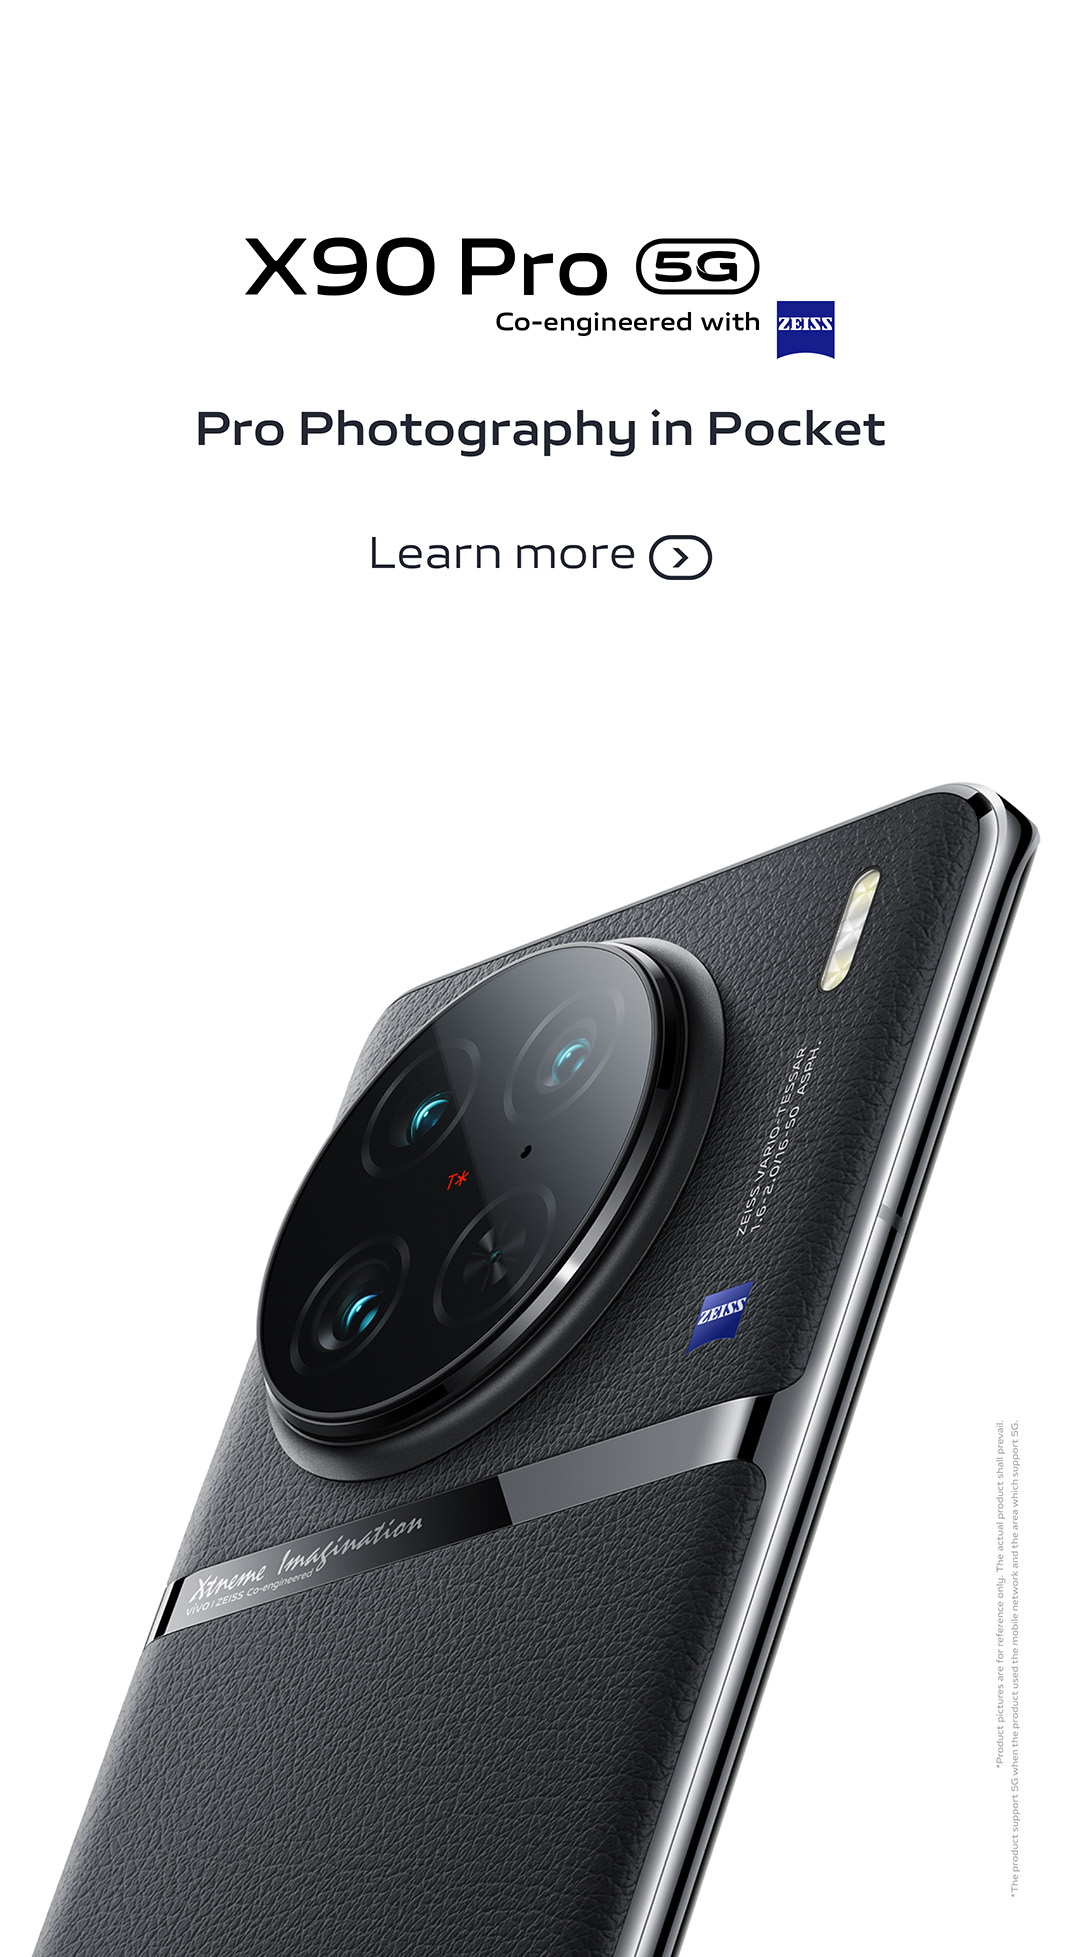 X90 Pro 5G
Co-engineered with ZEISS
Pro Photography in Pocket
Learn more
T*
ZEISS VARIO-TESSAR
1.6-2.0/16-50 ASPH.
ZEISS
Xtreme Imagination
vivo | ZEISS Co-engineered
*Product pictures are for reference only. The actual product shall prevail.
*The product support 5G when the product used the mobile network and the area which support 5G.